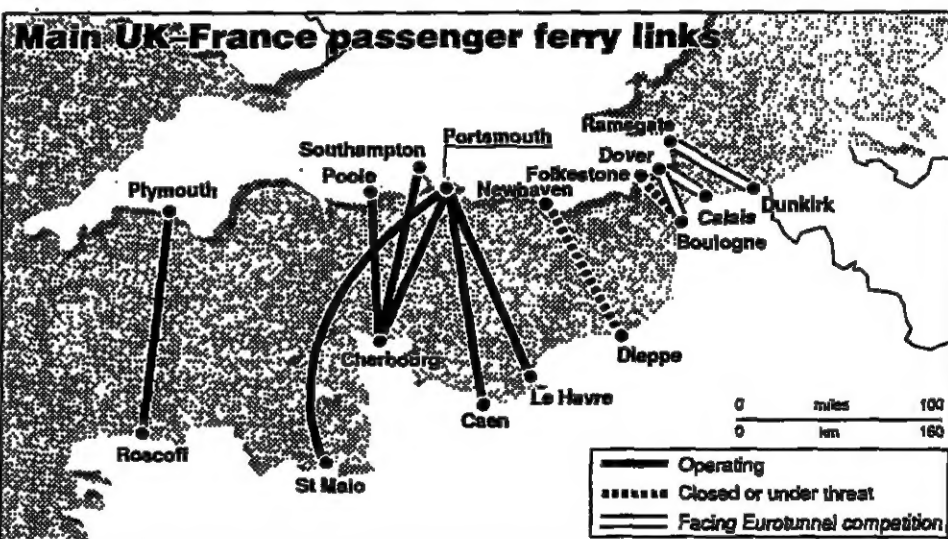 Main UK–France passenger ferry links
Ramsgate
Portsmouth
Southampton
Dover
Poole
Folkestone
Plymouth
Newhaven
Calais
Dunkirk
Boulogne
Cherbourg
Dieppe
Le Havre
Caen
Roscoff
St Malo
0 miles 100
0 km 160
Operating
Closed or under threat
Facing Eurotunnel competition